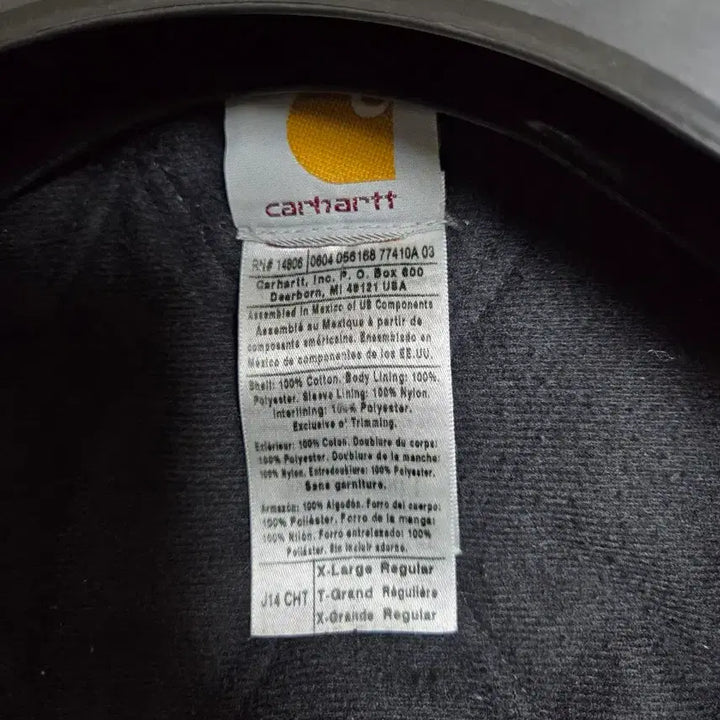 carhartt
RN# 14806 0604 056168 77410A 03
Carhartt, Inc. P. O. Box 600
Dearborn, MI 48121 USA
Assembled in Mexico of US Components
Assemblé au Mexique à partir de
composants américains. Ensamblado en
México de componentes de los EE.UU.
Shell: 100% Cotton. Body Lining: 100%
Polyester. Sleeve Lining: 100% Nylon.
Interlining: 100% Polyester.
Exclusive o' Trimming.
Extérieur: 100% Coton. Doublure du corps:
100% Polyester. Doublure de la manche:
100% Nylon. Entredoublure: 100% Polyester.
Sans garniture.
Armazón: 100% Algodón. Forro del cuerpo:
100% Poliéster. Forro de la manga:
100% Nilón. Forro entrelazado: 100%
Poliéster. Sin incluir adorno.
J14 CHT
X-Large Regular
T-Grand Régulière
X-Grande Regular